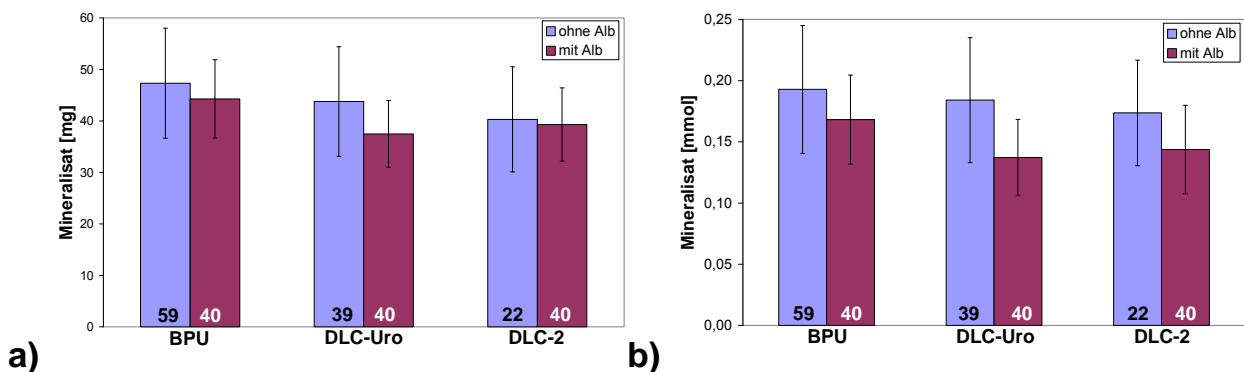 Mineralisat [mg]
60
50
40
30
20
10
0
ohne Alb
mit Alb
59 40 39 40 22 40
BPU DLC-Uro DLC-2
a)
Mineralisat [mmol]
0,25
0,20
0,15
0,10
0,05
0,00
ohne Alb
mit Alb
59 40 39 40 22 40
BPU DLC-Uro DLC-2
b)